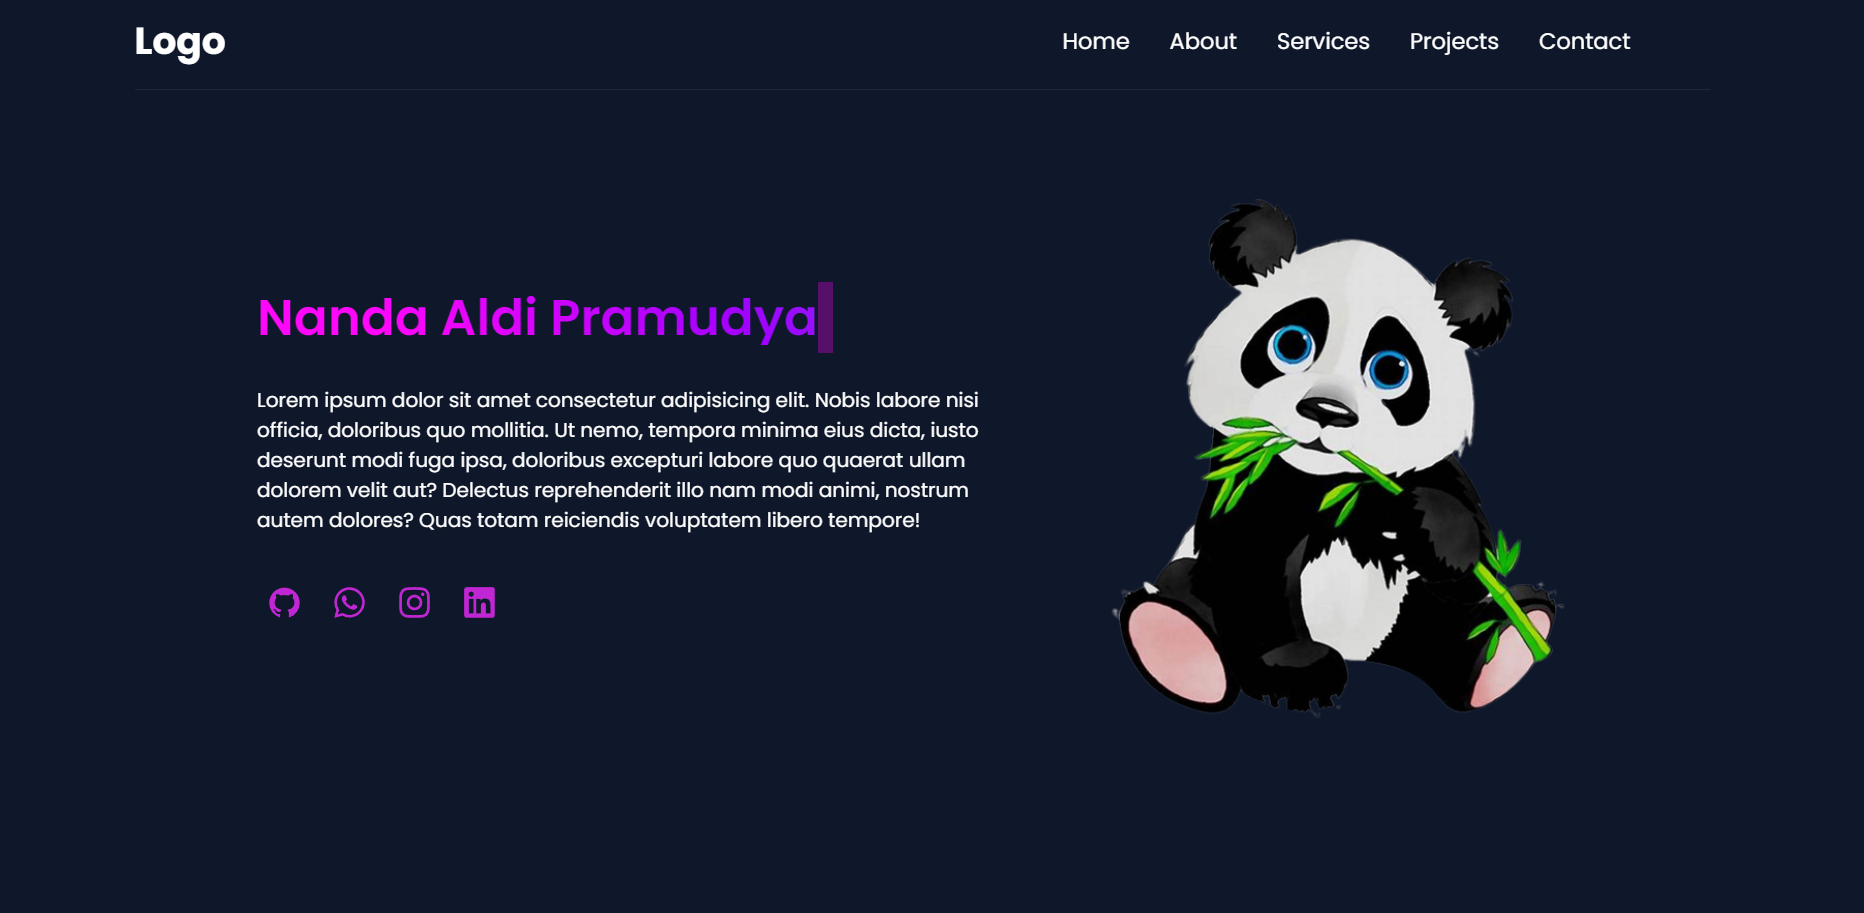 Logo
Home About Services Projects Contact
Nanda Aldi Pramudya
Lorem ipsum dolor sit amet consectetur adipisicing elit. Nobis labore nisi
officia, doloribus quo mollitia. Ut nemo, tempora minima eius dicta, iusto
deserunt modi fuga ipsa, doloribus excepturi labore quo quaerat ullam
dolorem velit aut? Delectus reprehenderit illo nam modi animi, nostrum
autem dolores? Quas totam reiciendis voluptatem libero tempore!
in